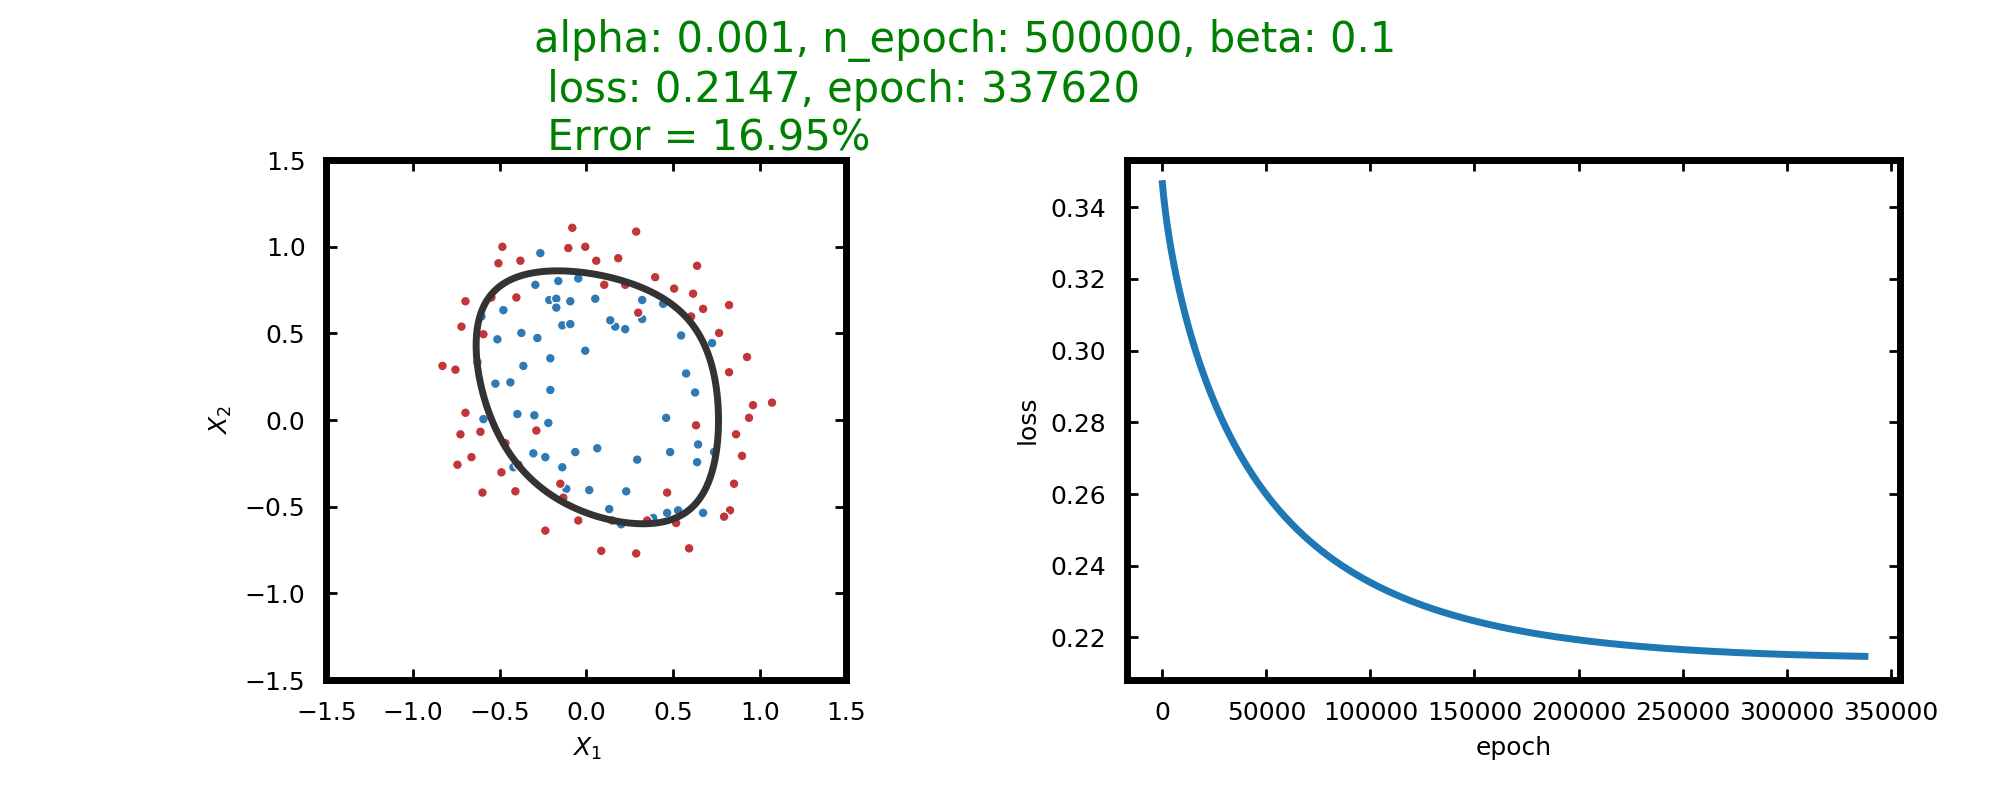 alpha: 0.001, n_epoch: 500000, beta: 0.1
loss: 0.2147, epoch: 337620
Error = 16.95%
1.5
1.0
0.5
0.0
−0.5
−1.0
−1.5
X₂
−1.5 −1.0 −0.5 0.0 0.5 1.0 1.5
X₁
0.34
0.32
0.30
0.28
0.26
0.24
0.22
loss
0 50000 100000 150000 200000 250000 300000 350000
epoch